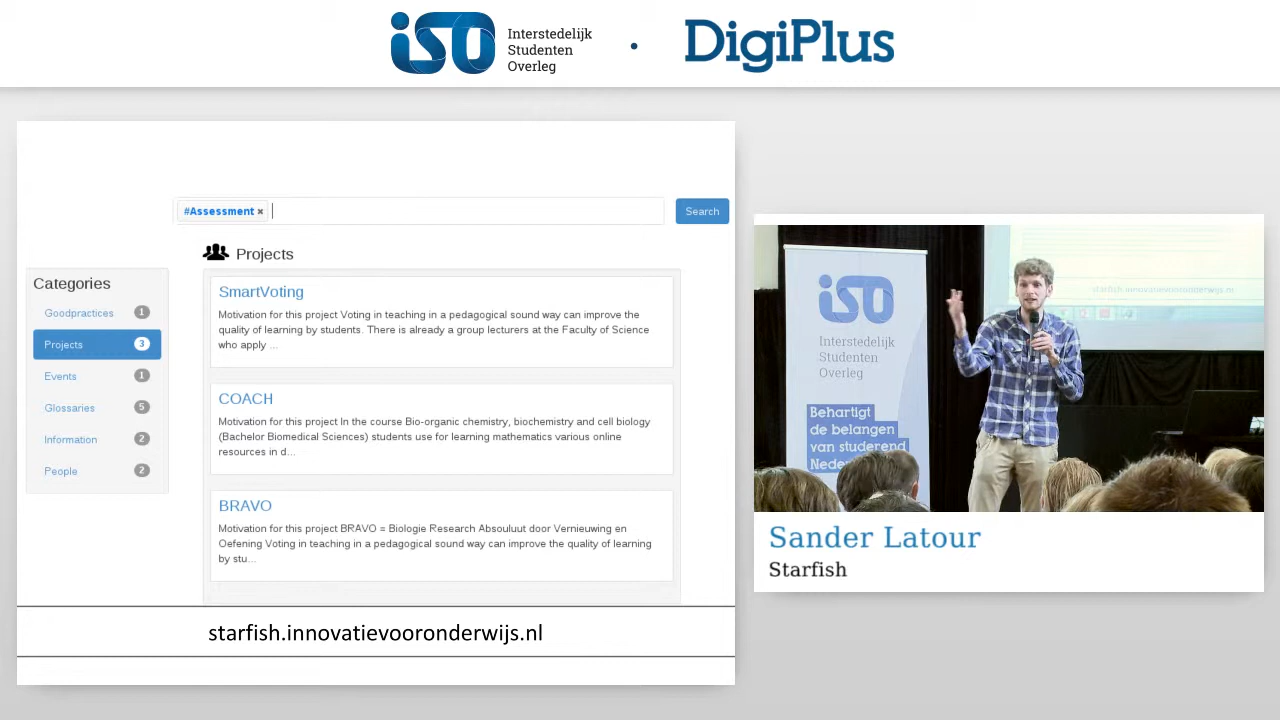 iSO
Interstedelijk
Studenten
Overleg
DigiPlus
#Assessment ×
Search
Projects
Categories
Goodpractices 1
Projects 3
Events 1
Glossaries 5
Information 2
People 2
SmartVoting
Motivation for this project Voting in teaching in a pedagogical sound way can improve the
quality of learning by students. There is already a group lecturers at the Faculty of Science
who apply ...
COACH
Motivation for this project In the course Bio-organic chemistry, biochemistry and cell biology
(Bachelor Biomedical Sciences) students use for learning mathematics various online
resources in d...
BRAVO
Motivation for this project BRAVO = Biologie Research Absouluut door Vernieuwing en
Oefening Voting in teaching in a pedagogical sound way can improve the quality of learning
by stu...
starfish.innovatievooronderwijs.nl
iSO
Interstedelijk
Studenten
Overleg
Behartigt
de belangen
van studerend
Nede
starfish.innovatievooronderwijs.nl
Sander Latour
Starfish